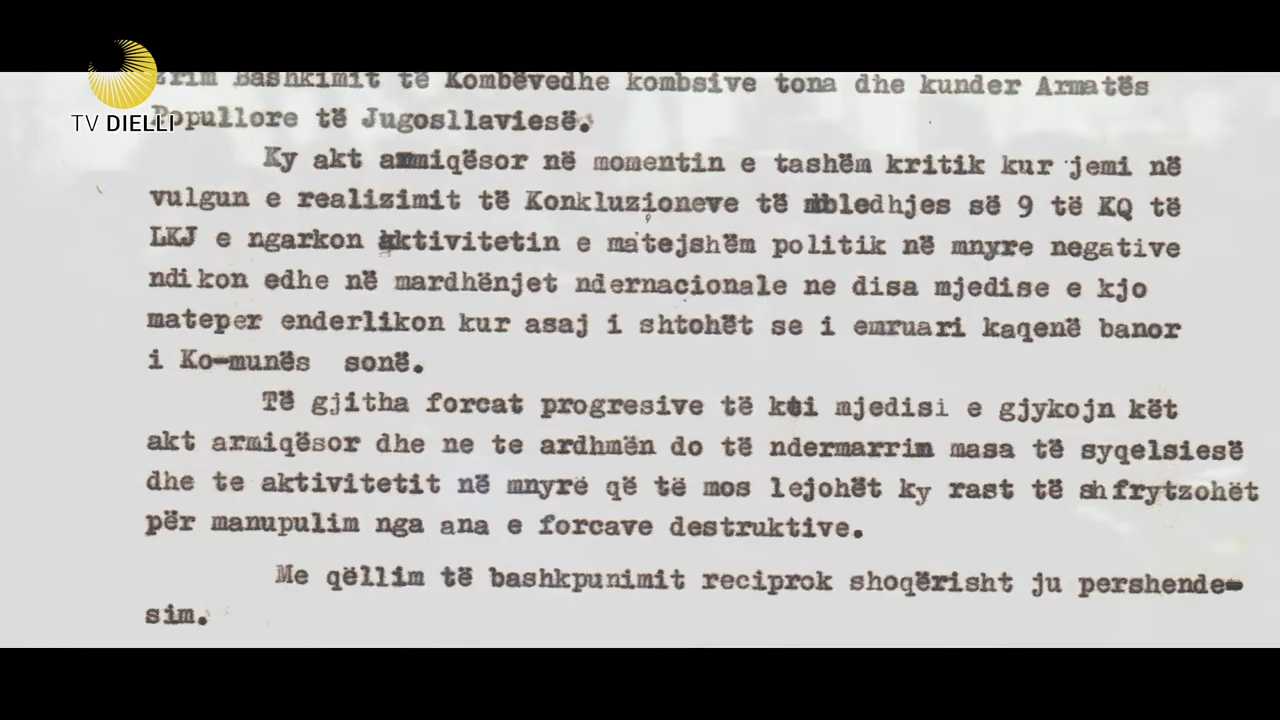 TV DIELLI
Bashkimit të Kombëvedhe kombsive tona dhe kunder Armatës
Popullore të Jugosllaviesë.
Ky akt armiqësor në momentin e tashëm kritik kur jemi në
vulgun e realizimit të Konkluzioneve të mbledhjes së 9 të KQ të
LKJ e ngarkon aktivitetin e matejshëm politik në mnyre negative
ndikon edhe në mardhënjet ndernacionale ne disa mjedise e kjo
mateper enderlikon kur asaj i shtohët se i emruari kaqenë banor
i Ko-munës sonë.
Të gjitha forcat progresive të këti mjedisi e gjykojn kët
akt armiqësor dhe ne te ardhmën do të ndermarrim masa të syqelsiesë
dhe te aktivitetit në mnyrë që të mos lejohët ky rast të shfrytzohët
për manupulim nga ana e forcave destruktive.
Me qëllim të bashkpunimit reciprok shoqërisht ju pershende-
sim.